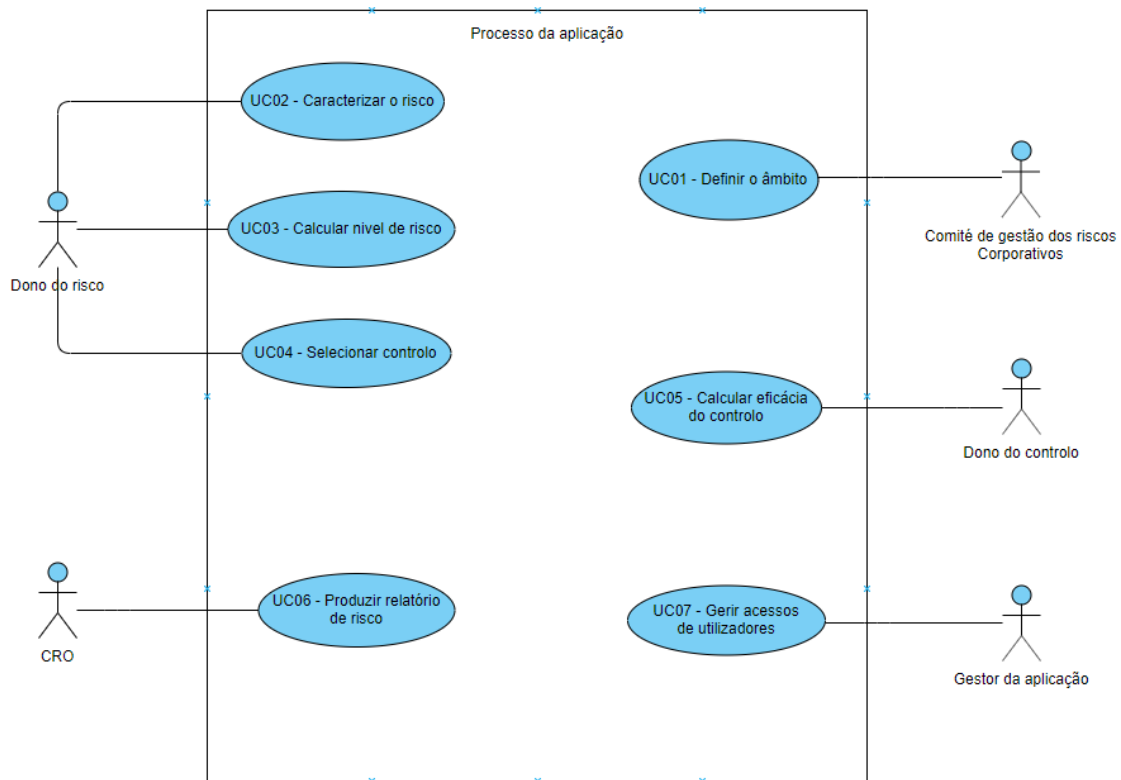 Processo da aplicação
UC02 - Caracterizar o risco
UC01 - Definir o âmbito
UC03 - Calcular nivel de risco
Comité de gestão dos riscos
Corporativos
Dono do risco
UC04 - Selecionar controlo
UC05 - Calcular eficácia
do controlo
Dono do controlo
UC06 - Produzir relatório
de risco
UC07 - Gerir acessos
de utilizadores
CRO
Gestor da aplicação